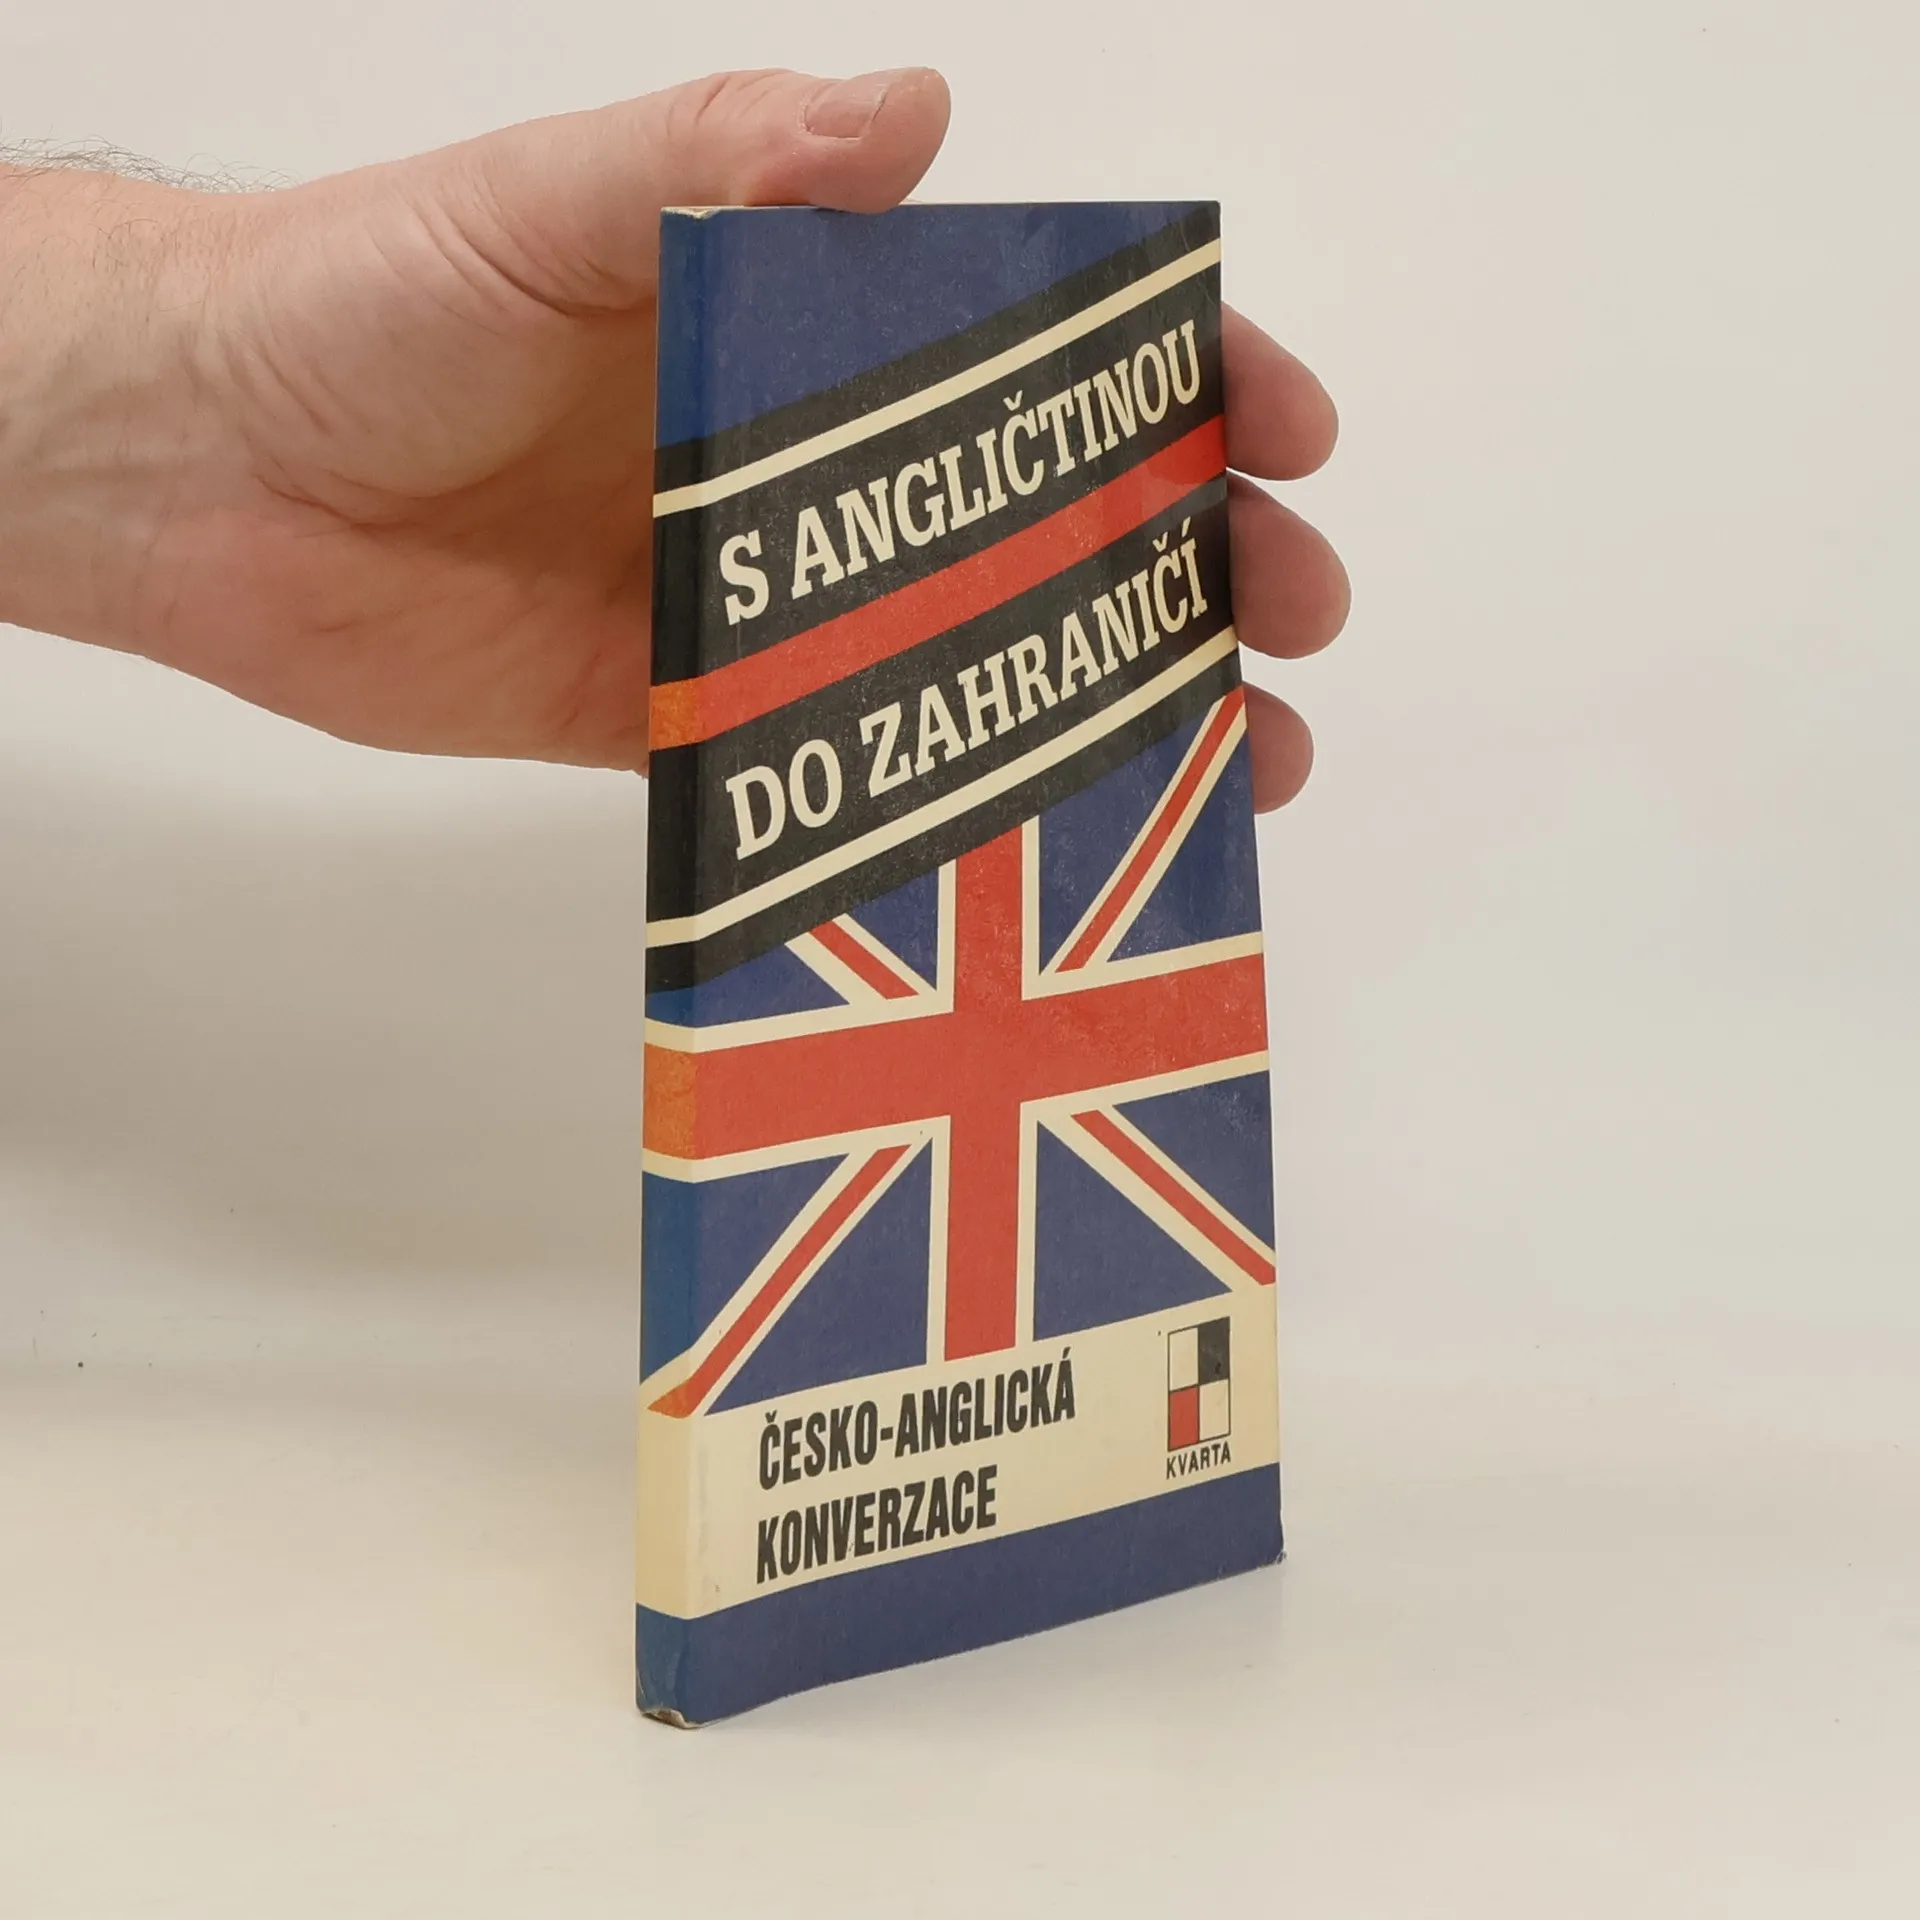 S ANGLIČTINOU
DO ZAHRANIČÍ
ČESKO-ANGLICKÁ
KONVERZACE
KVARTA